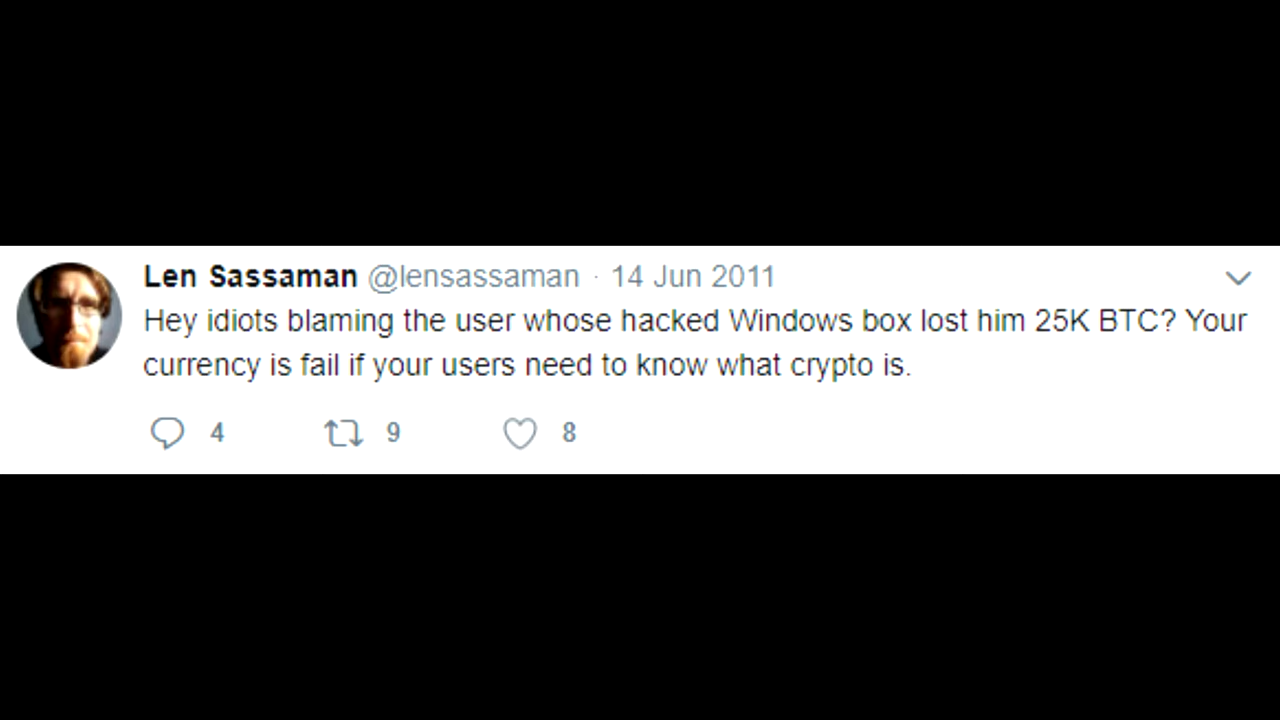 Len Sassaman @lensassaman · 14 Jun 2011
Hey idiots blaming the user whose hacked Windows box lost him 25K BTC? Your
currency is fail if your users need to know what crypto is.
4 9 8